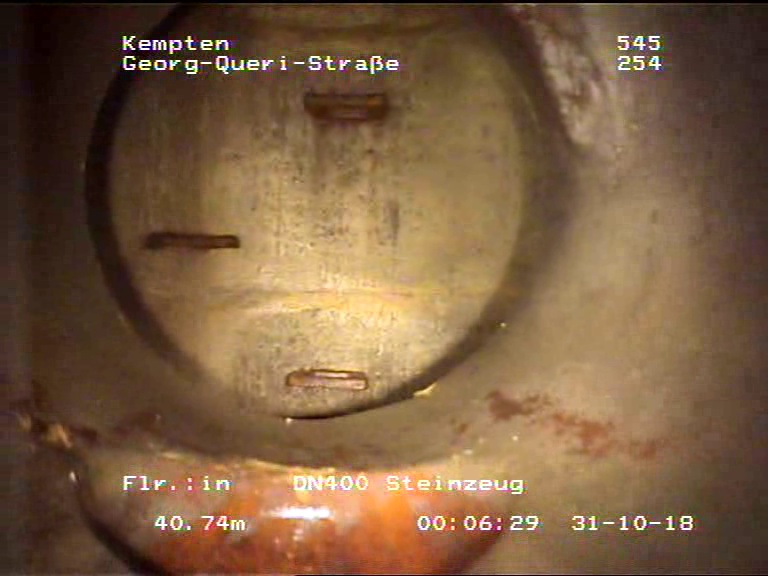 Kempten 545
Georg-Queri-Straße 254
Flr.:in DN400 Steinzeug
40.74m 00:06:29 31-10-18